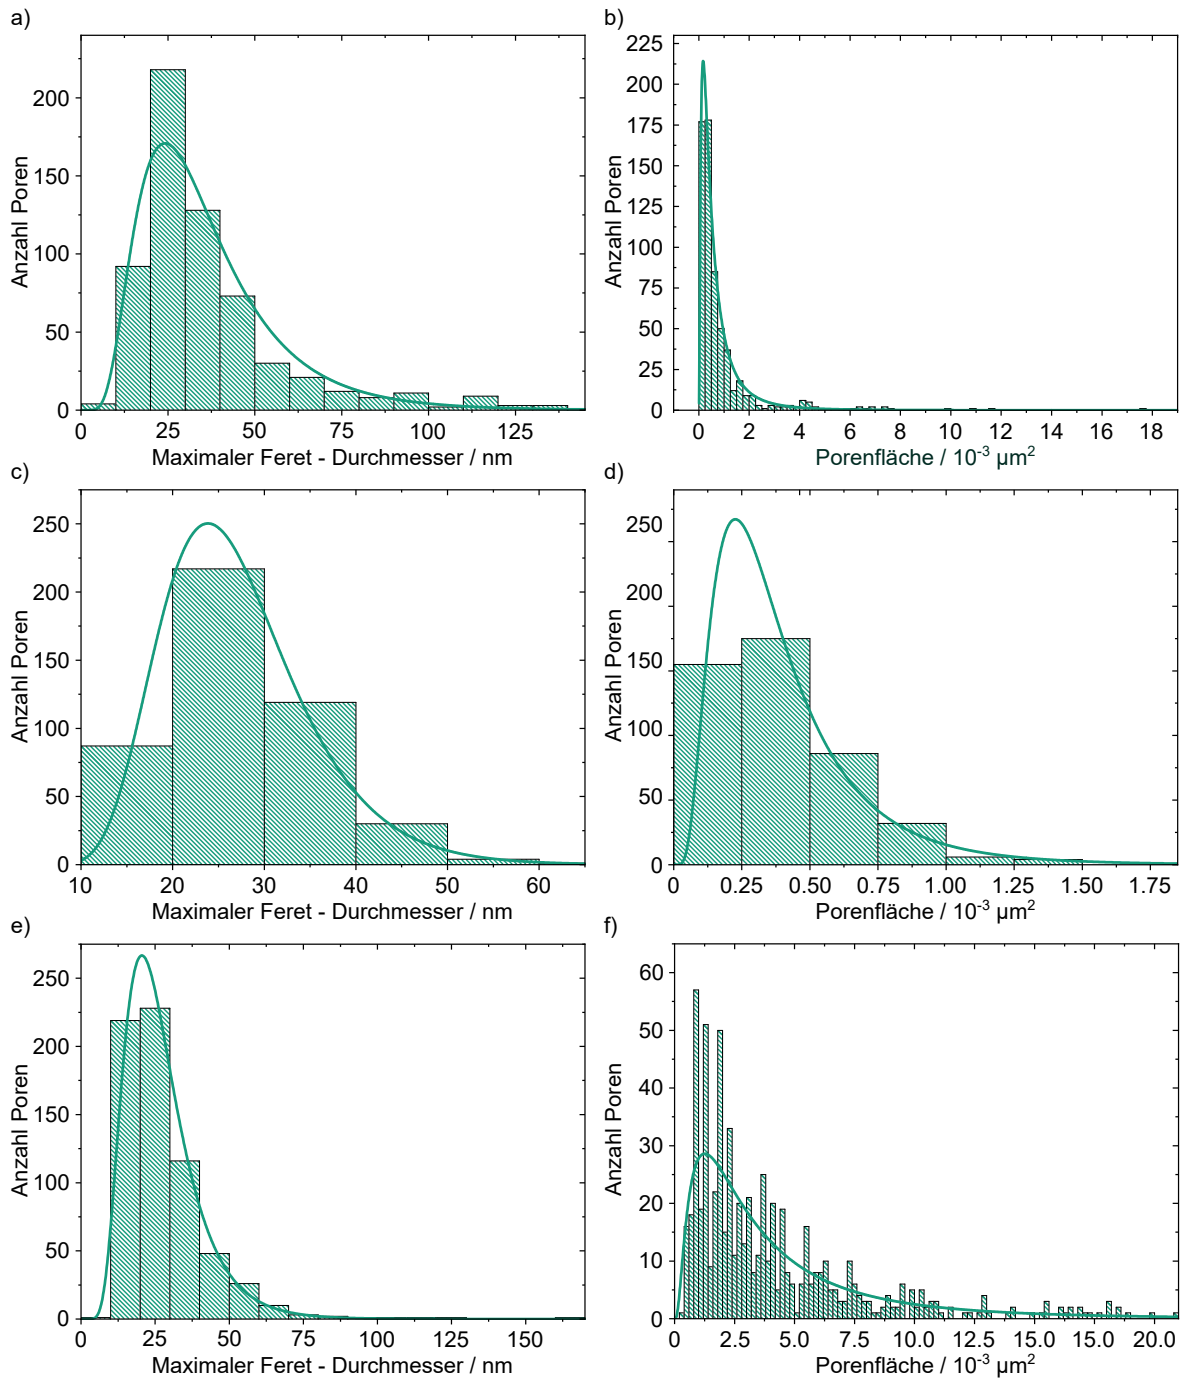 a)
200
150
100
50
0
Anzahl Poren
0 25 50 75 100 125
Maximaler Feret - Durchmesser / nm
b)
225
200
175
150
125
100
75
50
25
0
Anzahl Poren
0 2 4 6 8 10 12 14 16 18
Porenfläche / 10⁻³ µm²
c)
250
200
150
100
50
0
Anzahl Poren
10 20 30 40 50 60
Maximaler Feret - Durchmesser / nm
d)
250
200
150
100
50
0
Anzahl Poren
0 0.25 0.50 0.75 1.00 1.25 1.50 1.75
Porenfläche / 10⁻³ µm²
e)
250
200
150
100
50
0
Anzahl Poren
0 25 50 75 100 125 150
Maximaler Feret - Durchmesser / nm
f)
60
50
40
30
20
10
0
Anzahl Poren
0 2.5 5.0 7.5 10.0 12.5 15.0 17.5 20.0
Porenfläche / 10⁻³ µm²